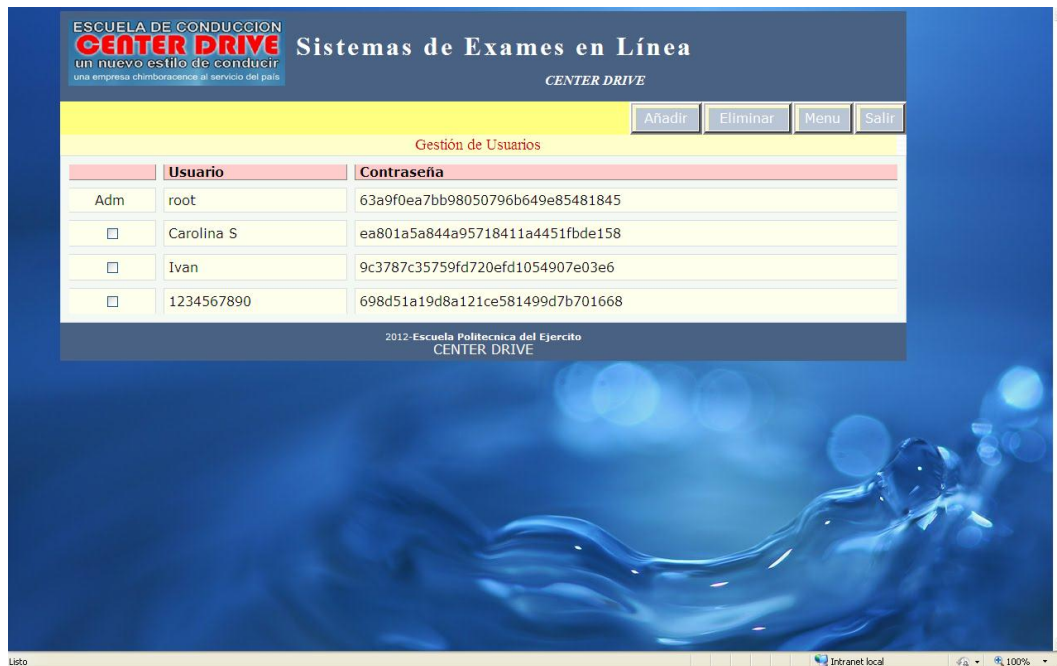 ESCUELA DE CONDUCCION
CENTER DRIVE
un nuevo estilo de conducir
una empresa chimboracence al servicio del país
Sistemas de Exames en Línea
CENTER DRIVE
Añadir Eliminar Menu Salir
Gestión de Usuarios
Usuario Contraseña
Adm root 63a9f0ea7bb98050796b649e85481845
Carolina S ea801a5a844a95718411a4451fbde158
Ivan 9c3787c35759fd720efd1054907e03e6
1234567890 698d51a19d8a121ce581499d7b701668
2012-Escuela Politecnica del Ejercito
CENTER DRIVE
Listo Intranet local 100%